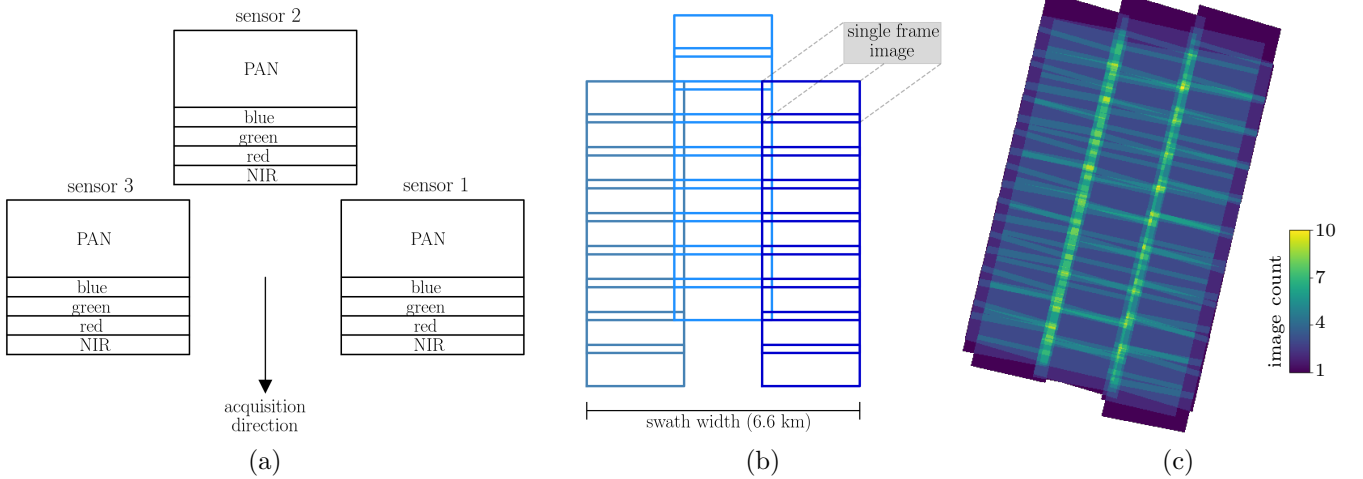 sensor 2
PAN
blue
green
red
NIR
sensor 3
PAN
blue
green
red
NIR
sensor 1
PAN
blue
green
red
NIR
acquisition
direction
(a)
single frame
image
swath width (6.6 km)
(b)
image count
10
7
4
1
(c)